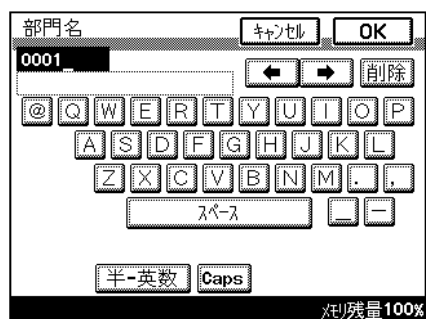 部門名 ｷｬﾝｾﾙ OK
0001_ ← → 削除
@ Q W E R T Y U I O P
A S D F G H J K L
Z X C V B N M . ,
ｽﾍﾟｰｽ _ ー
半-英数 Caps
ﾒﾓﾘ残量100%